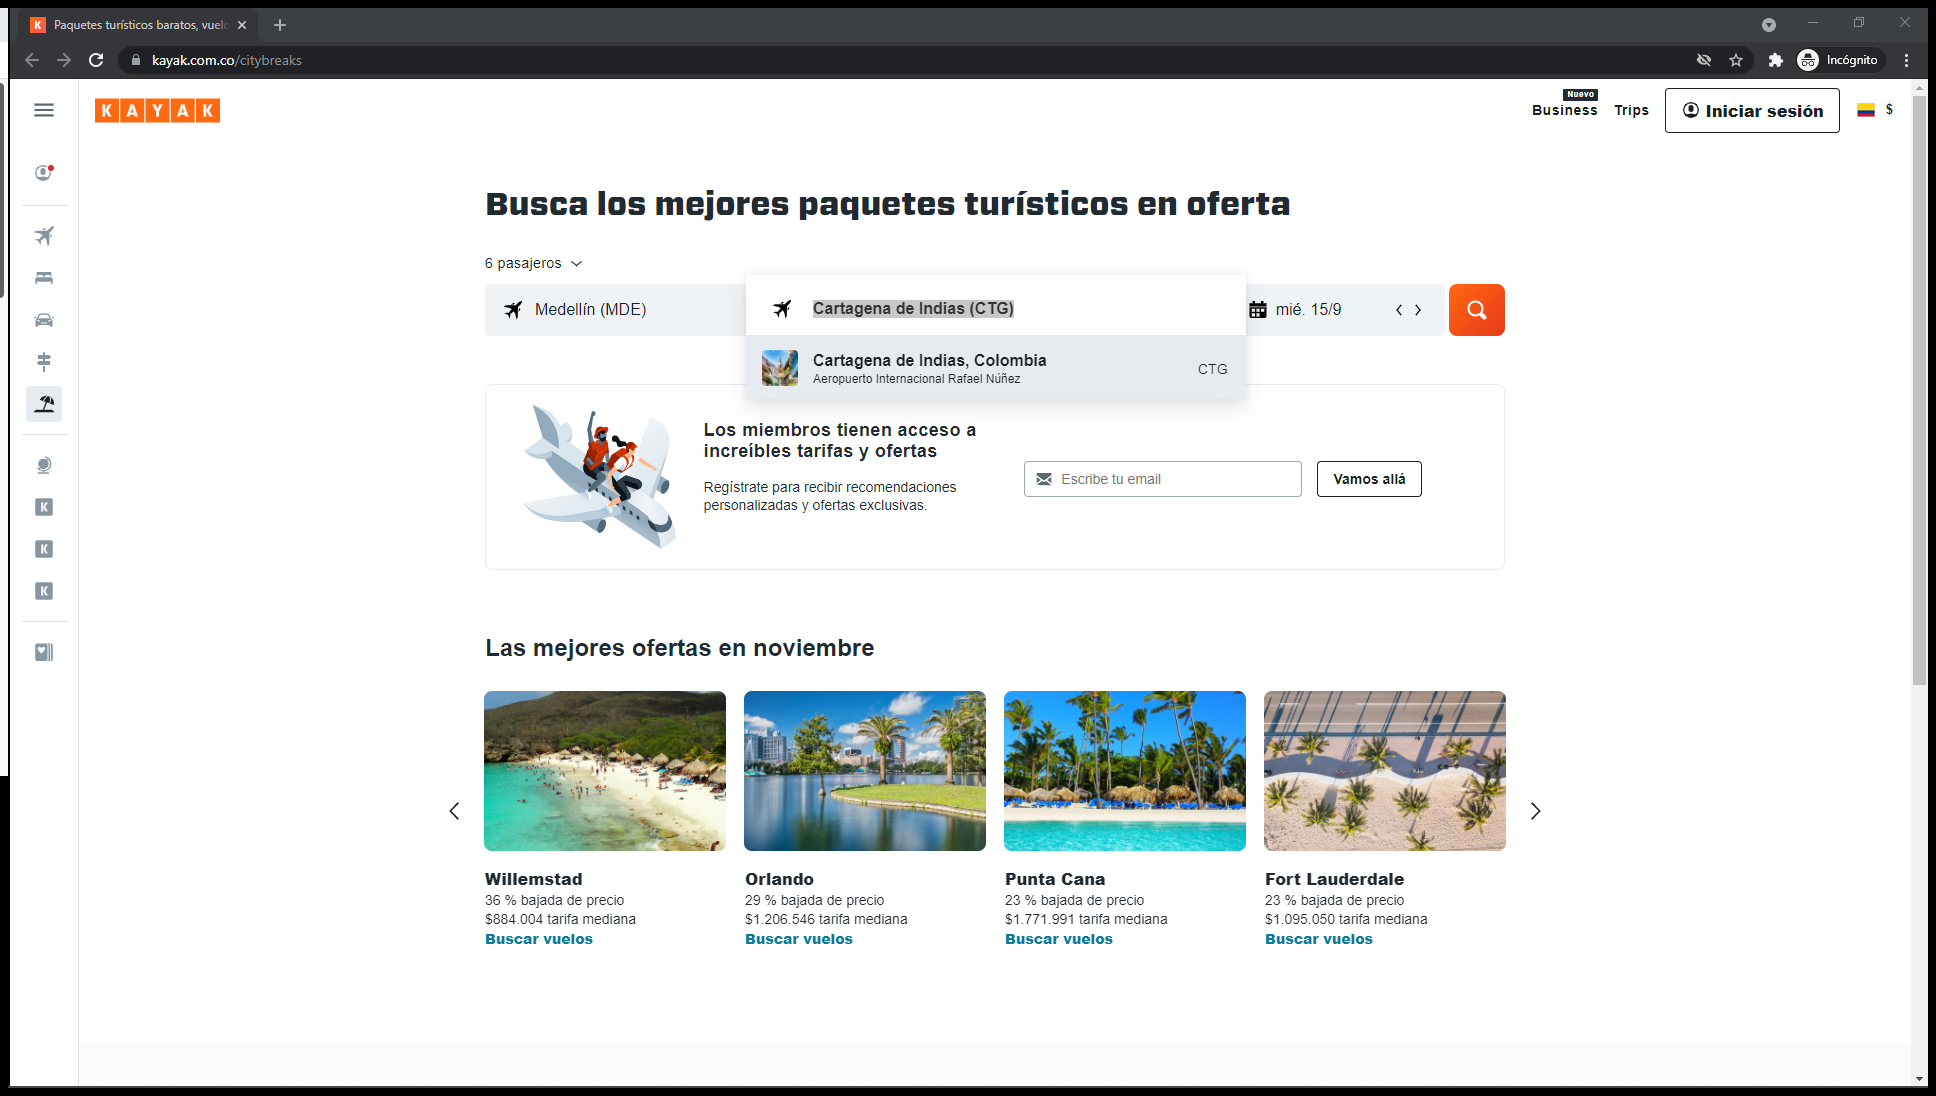 Paquetes turísticos baratos, vuelo
kayak.com.co/citybreaks
Incógnito
KAYAK
Nuevo
Business
Trips
Iniciar sesión
$
Busca los mejores paquetes turísticos en oferta
6 pasajeros
Medellín (MDE)
Cartagena de Indias (CTG)
mié. 15/9
Cartagena de Indias, Colombia
Aeropuerto Internacional Rafael Núñez
CTG
Los miembros tienen acceso a
increíbles tarifas y ofertas
Regístrate para recibir recomendaciones
personalizadas y ofertas exclusivas.
Escribe tu email
Vamos allá
K
K
K
Las mejores ofertas en noviembre
Willemstad
36 % bajada de precio
$884.004 tarifa mediana
Buscar vuelos
Orlando
29 % bajada de precio
$1.206.546 tarifa mediana
Buscar vuelos
Punta Cana
23 % bajada de precio
$1.771.991 tarifa mediana
Buscar vuelos
Fort Lauderdale
23 % bajada de precio
$1.095.050 tarifa mediana
Buscar vuelos